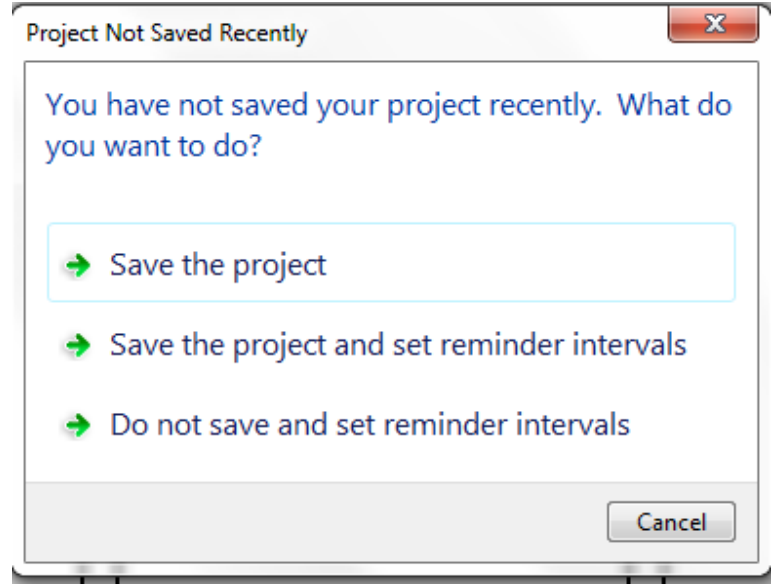 Project Not Saved Recently
You have not saved your project recently.  What do
you want to do?
Save the project
Save the project and set reminder intervals
Do not save and set reminder intervals
Cancel